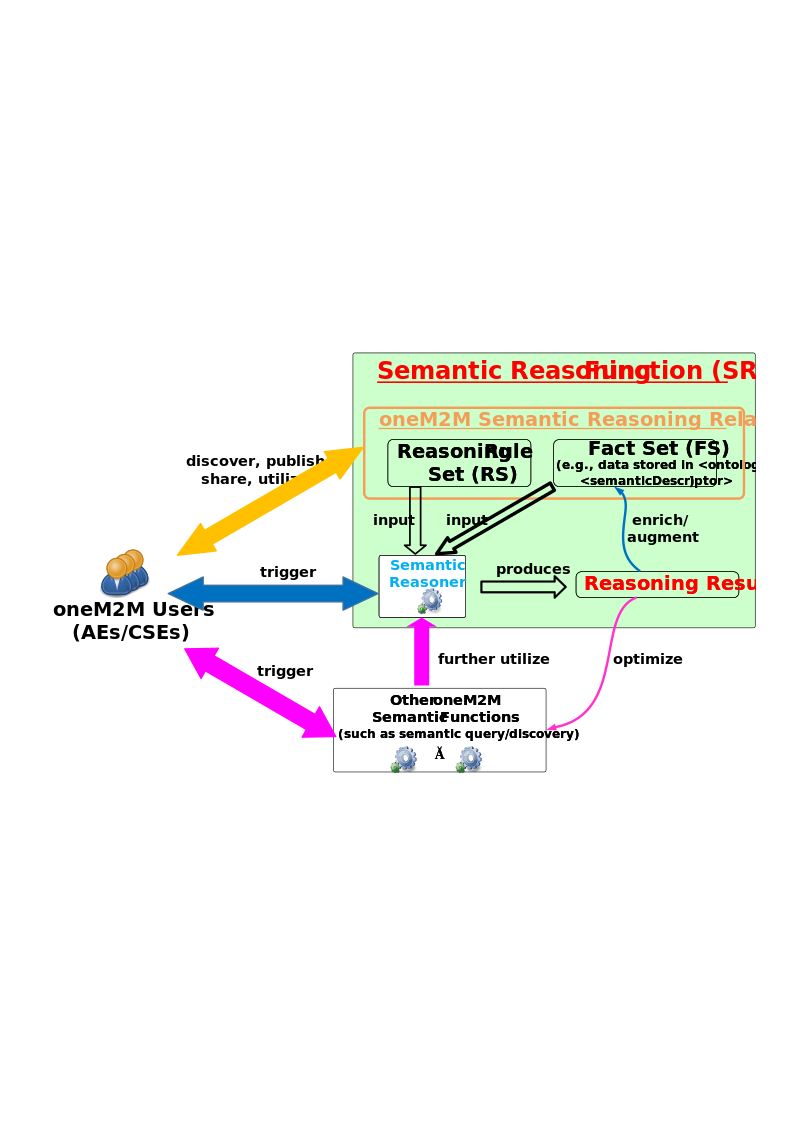 Semantic Reasoning Function (SR
oneM2M Semantic Reasoning Rela
Reasoning Rule
Set (RS)
Fact Set (FS)
(e.g., data stored in <ontolog
<semanticDescriptor>)
discover, publish,
share, utiliz
input
input
enrich/
augment
Semantic
Reasoner
produces
Reasoning Resu
trigger
oneM2M Users
(AEs/CSEs)
trigger
further utilize
optimize
Other oneM2M
Semantic Functions
(such as semantic query/discovery)